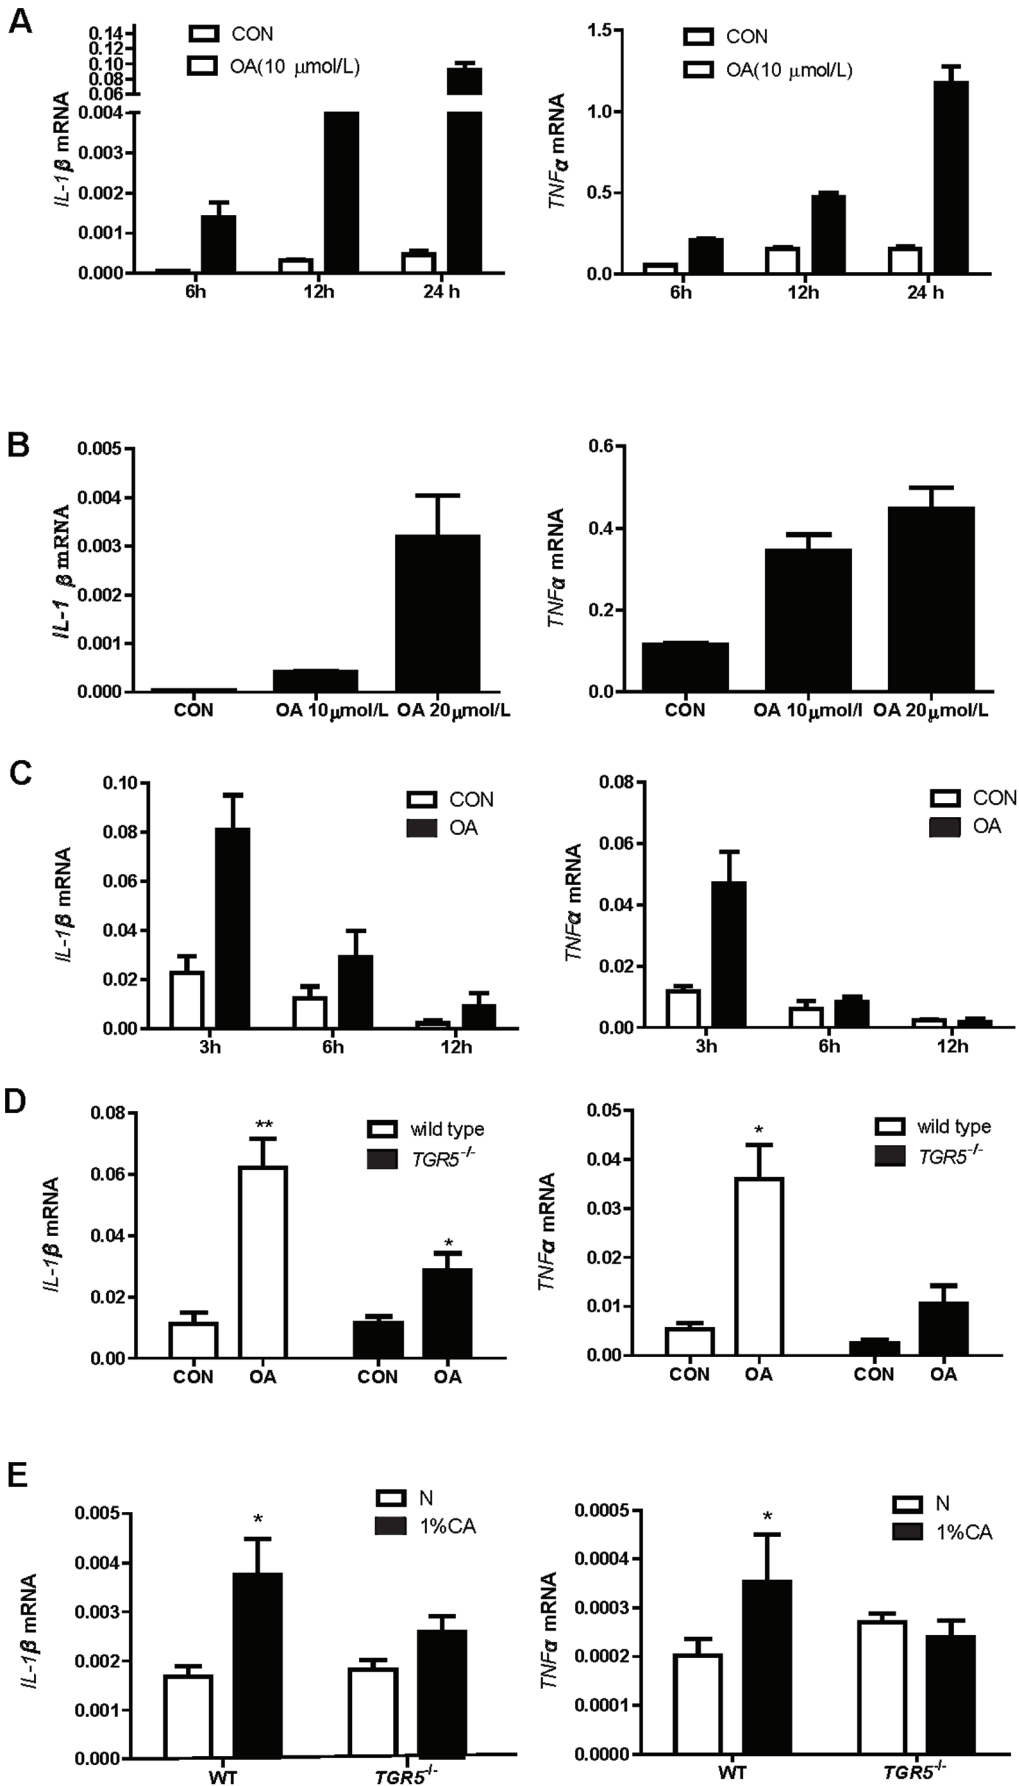 A
IL-1β mRNA
0.14
0.12
0.10
0.08
0.06
0.004
0.003
0.002
0.001
0.000
CON
OA(10 μmol/L)
6h 12h 24 h
TNFα mRNA
1.5
1.0
0.5
0.0
CON
OA(10 μmol/L)
6h 12h 24 h
B
IL-1 β mRNA
0.005
0.004
0.003
0.002
0.001
0.000
CON OA 10μmol/L OA 20μmol/L
TNFα mRNA
0.6
0.4
0.2
0.0
CON OA 10μmol/l OA 20μmol/L
C
IL-1β mRNA
0.10
0.08
0.06
0.04
0.02
0.00
CON
OA
3h 6h 12h
TNFα mRNA
0.08
0.06
0.04
0.02
0.00
CON
OA
3h 6h 12h
D
IL-1β mRNA
0.08
0.06
0.04
0.02
0.00
**
*
wild type
TGR5-/-
CON OA CON OA
TNFα mRNA
0.05
0.04
0.03
0.02
0.01
0.00
*
wild type
TGR5-/-
CON OA CON OA
E
IL-1β mRNA
0.005
0.004
0.003
0.002
0.001
0.000
*
N
1%CA
WT TGR5-/-
TNFα mRNA
0.0005
0.0004
0.0003
0.0002
0.0001
0.0000
*
N
1%CA
WT TGR5-/-